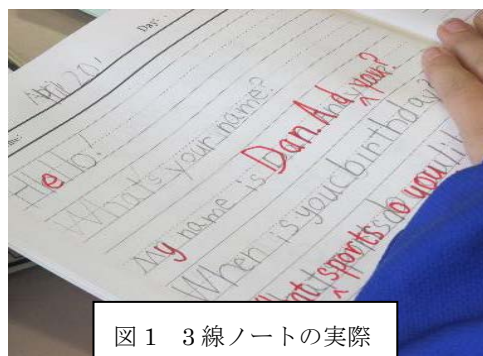 Day:
April 20
Hello!
What's your name?
My name is Dan. And you?
When is your birthday?
What sports do you li
図1 3線ノートの実際